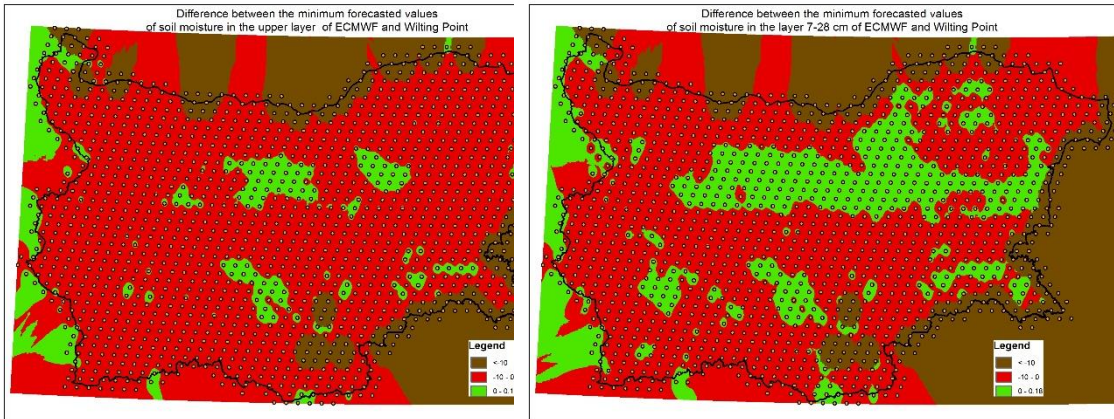 Difference between the minimum forecasted values
of soil moisture in the upper layer of ECMWF and Wilting Point
Legend
<-10
-10 - 0
0 - 0.1
Difference between the minimum forecasted values
of soil moisture in the layer 7-28 cm of ECMWF and Wilting Point
Legend
<-10
-10 - 0
0 - 0.18